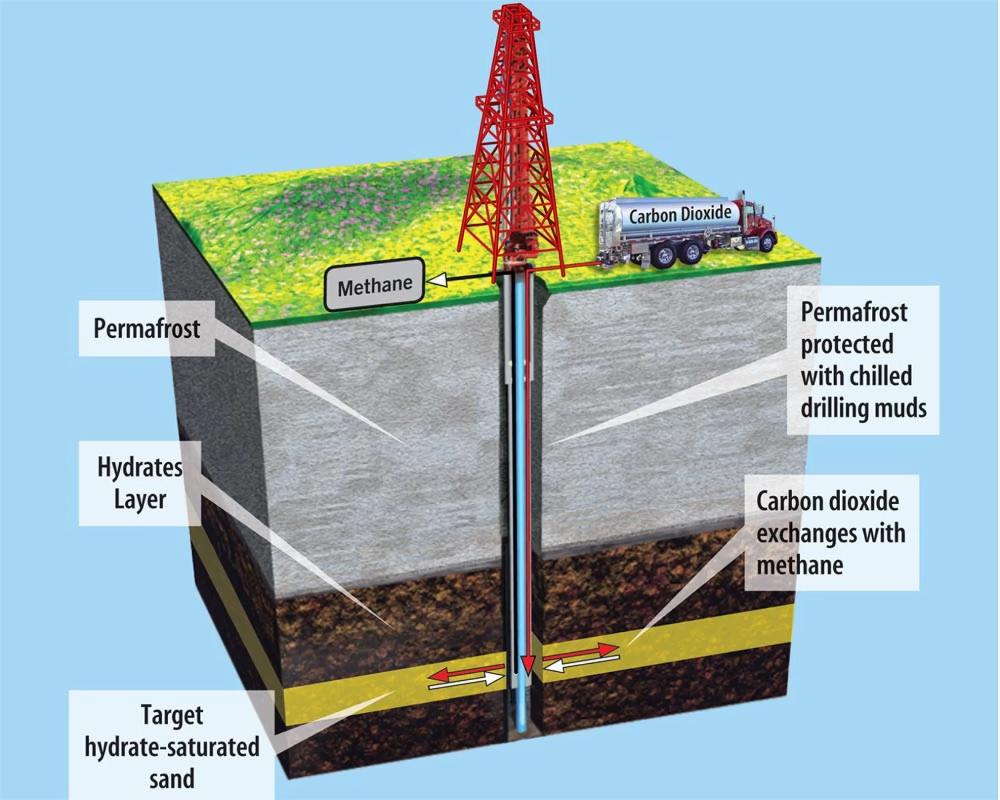 Carbon Dioxide
Methane
Permafrost
Permafrost
protected
with chilled
drilling muds
Hydrates
Layer
Carbon dioxide
exchanges with
methane
Target
hydrate-saturated
sand